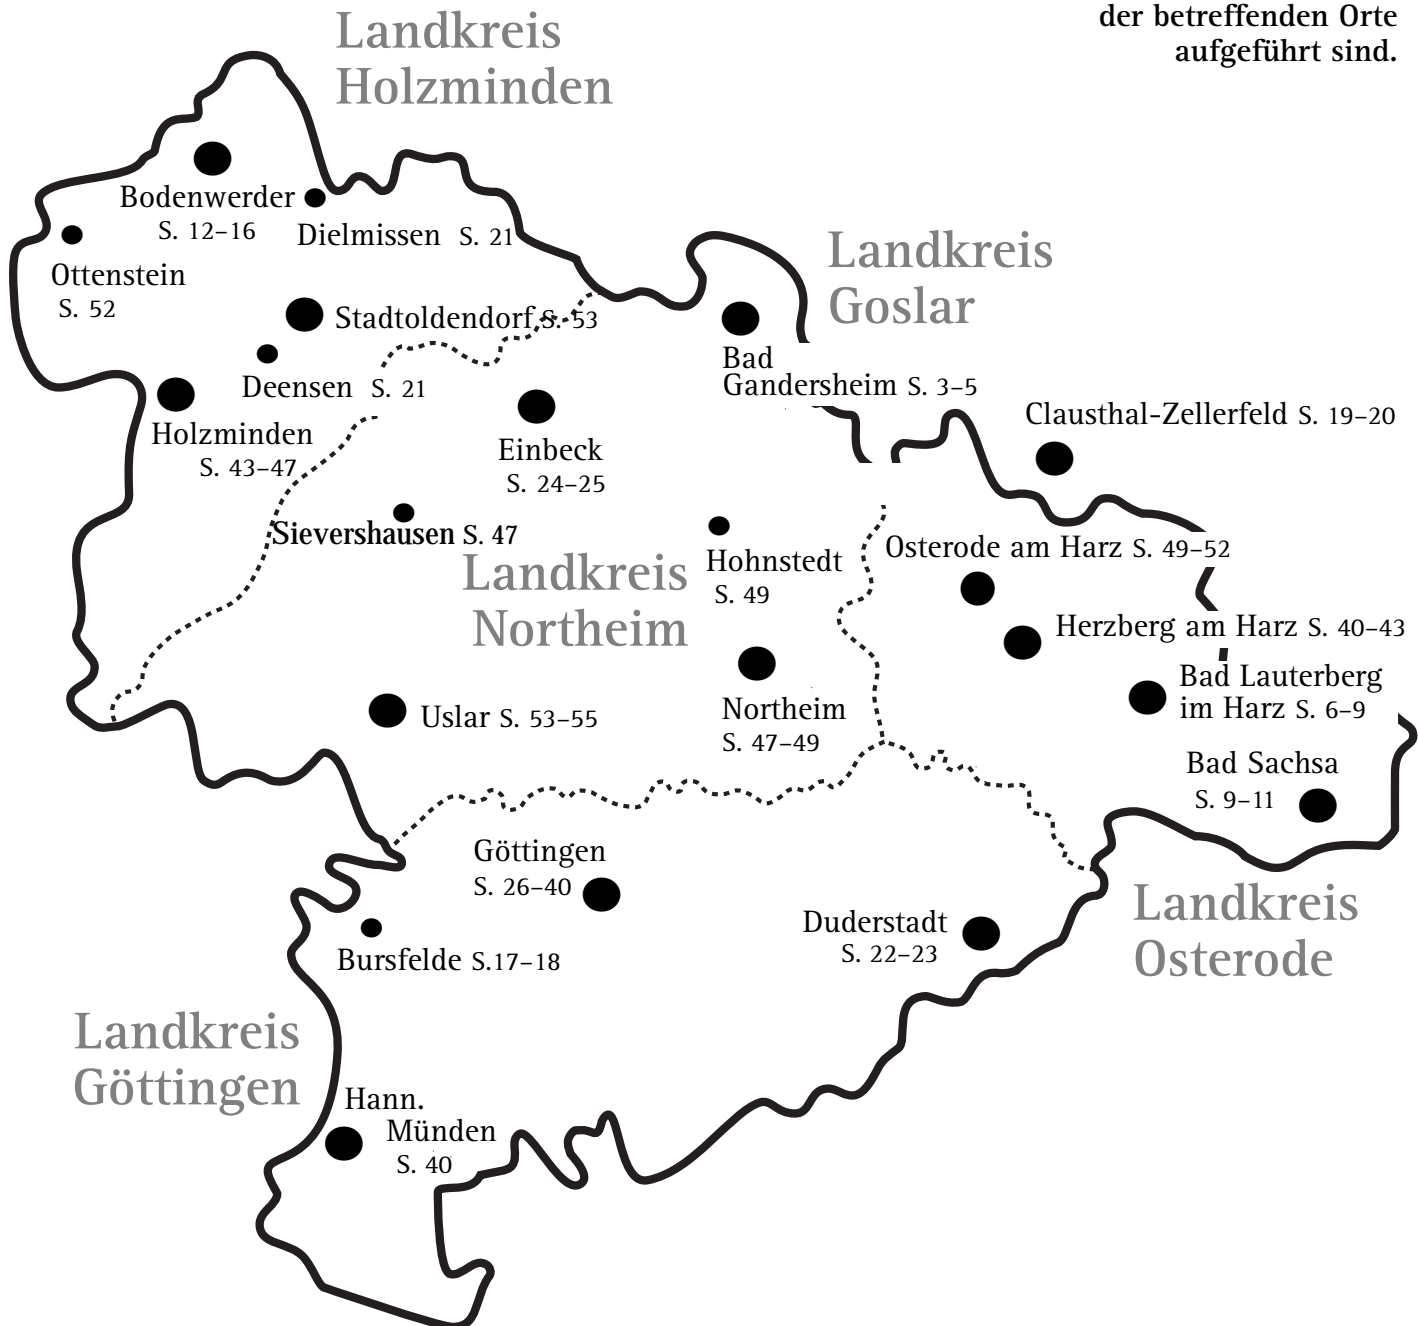 der betreffenden Orte
aufgeführt sind.
Landkreis
Holzminden
Bodenwerder
S. 12–16
Dielmissen S. 21
Ottenstein
S. 52
Landkreis
Goslar
Stadtoldendorf S. 53
Bad
Gandersheim S. 3–5
Deensen S. 21
Clausthal-Zellerfeld S. 19–20
Holzminden
S. 43–47
Einbeck
S. 24–25
Sievershausen S. 47
Osterode am Harz S. 49–52
Hohnstedt
S. 49
Landkreis
Northeim
Herzberg am Harz S. 40–43
Bad Lauterberg
im Harz S. 6–9
Uslar S. 53–55
Northeim
S. 47–49
Bad Sachsa
S. 9–11
Göttingen
S. 26–40
Duderstadt
S. 22–23
Landkreis
Osterode
Bursfelde S.17–18
Landkreis
Göttingen
Hann.
Münden
S. 40